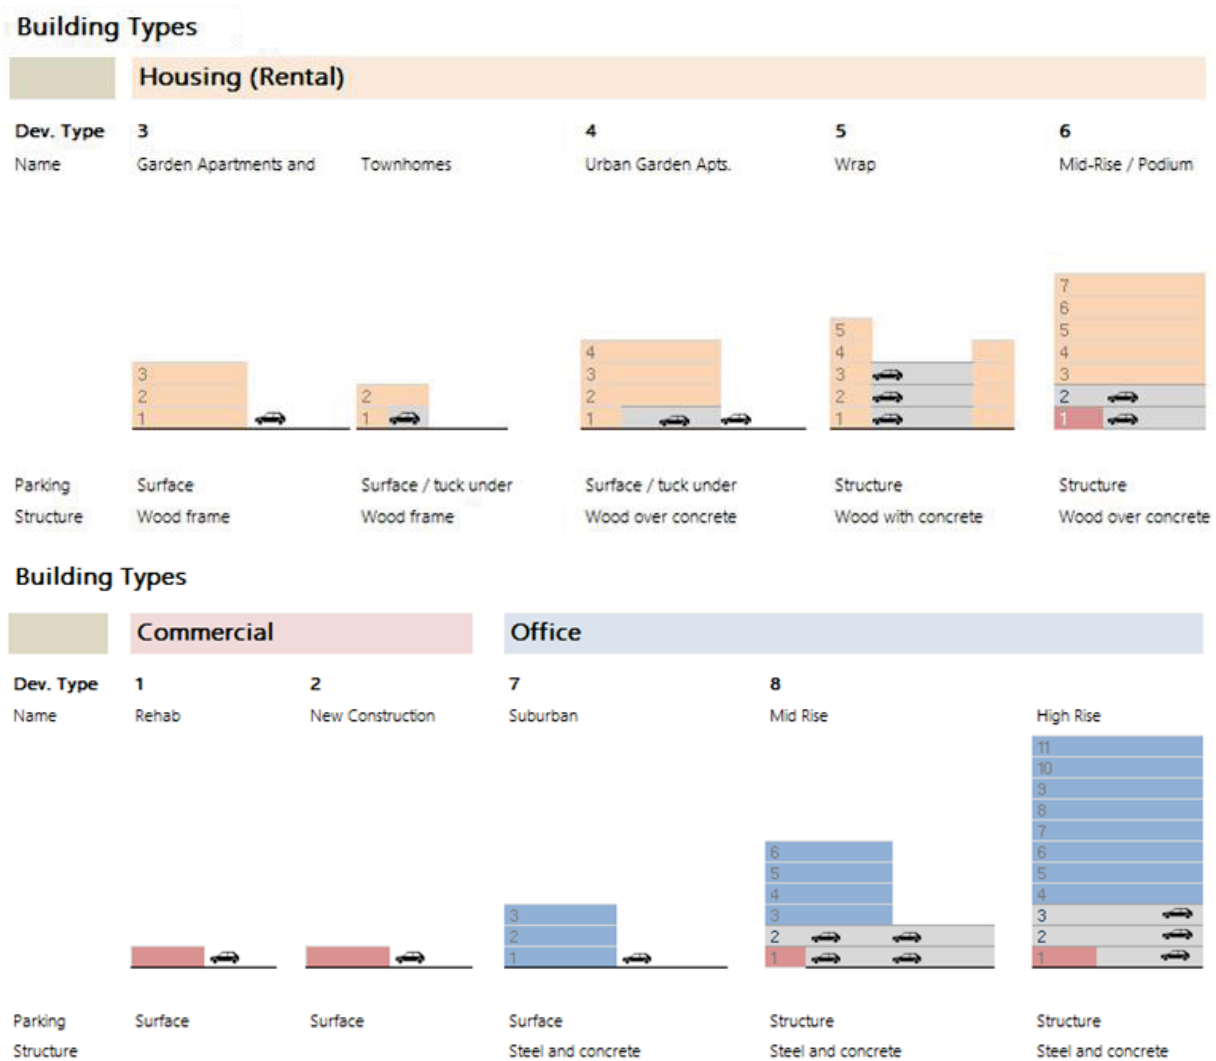 Building Types
Housing (Rental)
Dev. Type 3 4 5 6
Name Garden Apartments and Townhomes Urban Garden Apts. Wrap Mid-Rise / Podium
7
6
5 5
4 4 4
3 3 3 3
2 2 2 2 2
1 1 1 1 1
Parking Surface Surface / tuck under Surface / tuck under Structure Structure
Structure Wood frame Wood frame Wood over concrete Wood with concrete Wood over concrete
Building Types
Commercial Office
Dev. Type 1 2 7 8
Name Rehab New Construction Suburban Mid Rise High Rise
11
10
9
8
7
6 6
5 5
4 4
3 3 3
2 2 2
1 1 1
Parking Surface Surface Surface Structure Structure
Structure Steel and concrete Steel and concrete Steel and concrete